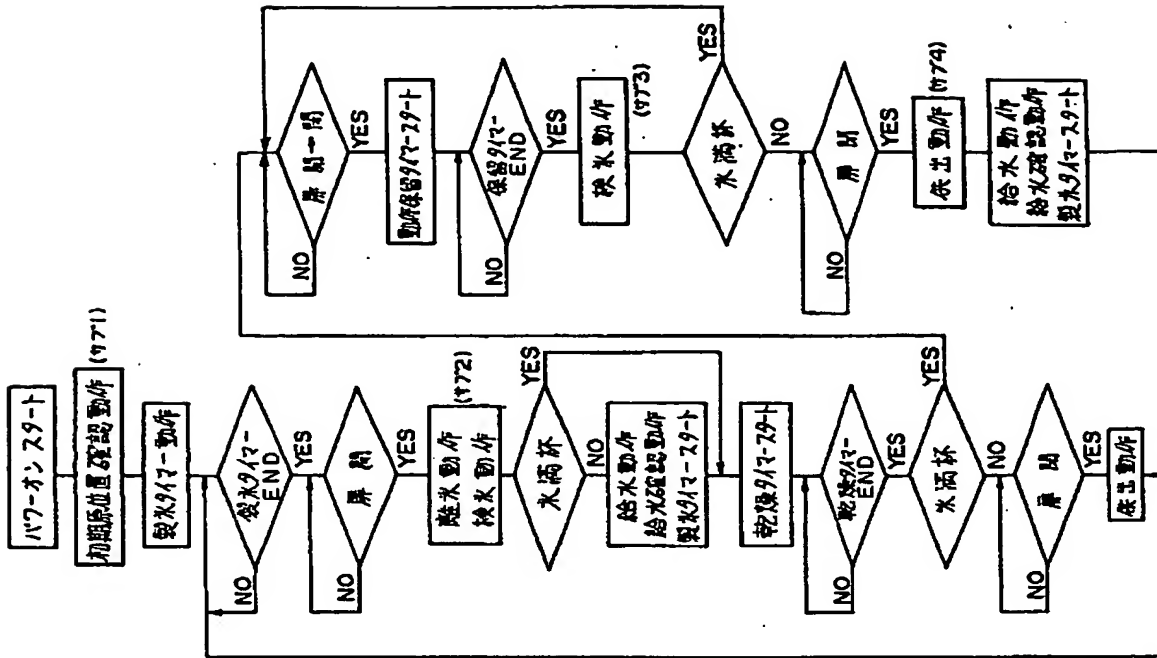 パワーオンスタート
初期原位置確認動作
(サブ1)
製氷タイマー動作
製氷タイマー
END
NO
YES
扉 閉
NO
YES
離氷動作
検氷動作
(サブ2)
氷満杯
YES
NO
給水動作
給水確認動作
製氷タイマースタート
乾燥タイマースタート
乾燥タイマー
END
NO
YES
氷満杯
YES
NO
扉 閉
NO
YES
供出動作
扉 開→閉
NO
YES
動作保留タイマースタート
保留タイマー
END
NO
YES
検氷動作
(サブ3)
氷満杯
YES
NO
扉 閉
NO
YES
供出動作
(サブ4)
給水動作
給水確認動作
製氷タイマースタート